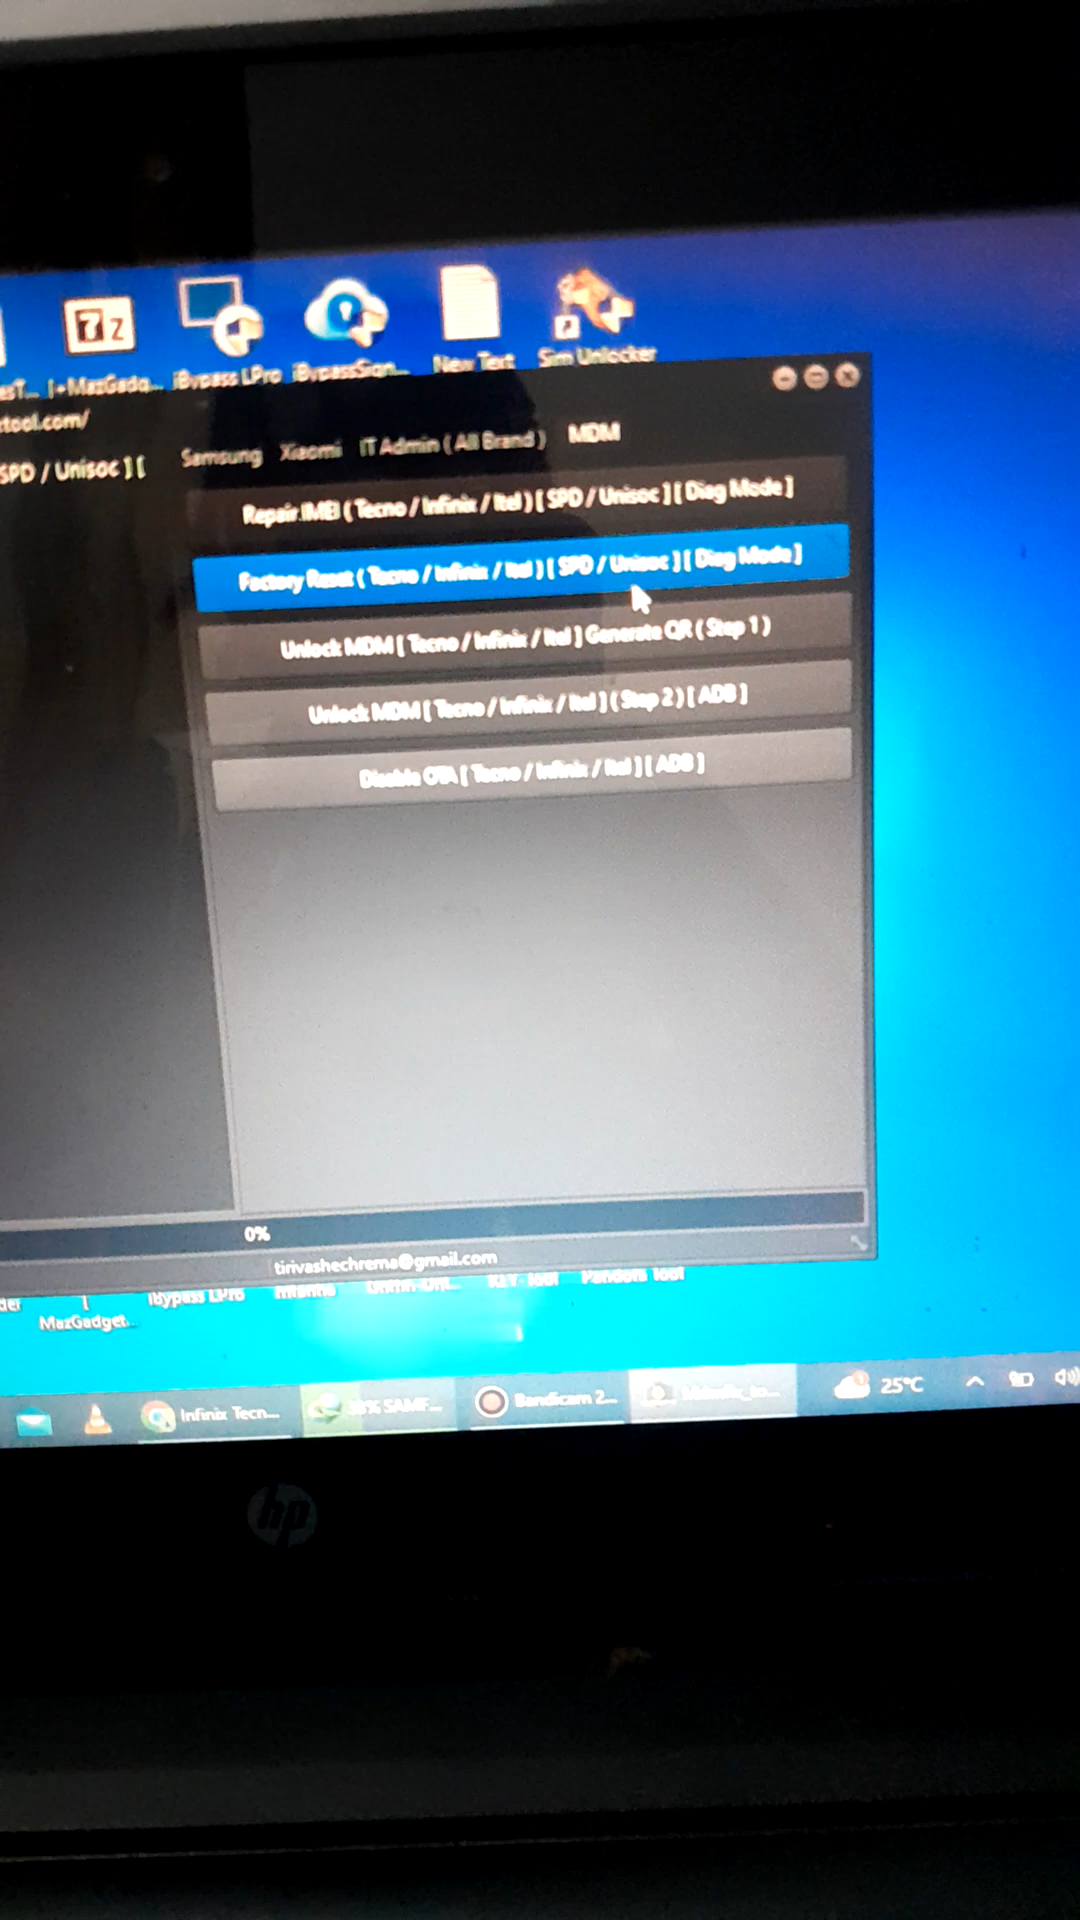 7z
[+MazGada... iBypass LPro iBypassSign... New Text Sim Unlocker
tool.com/
SPD / Unisoc ] [
Samsung Xiaomi IT Admin ( All Brand ) MDM
Repair IMEI ( Tecno / Infinix / Itel ) [ SPD / Unisoc ] [ Diag Mode ]
Factory Reset ( Tecno / Infinix / Itel ) [ SPD / Unisoc ] [ Diag Mode ]
Unlock MDM [ Tecno / Infinix / Itel ] Generate QR ( Step 1 )
Unlock MDM [ Tecno / Infinix / Itel ] ( Step 2 ) [ ADB ]
Disable OTA [ Tecno / Infinix / Itel ] [ ADB ]
0%
tirivashechrema@gmail.com
iBypass LPro Pandora Tool
MazGadget...
Infinix Tecn... SAMF... Bandicam 2... 25°C
hp